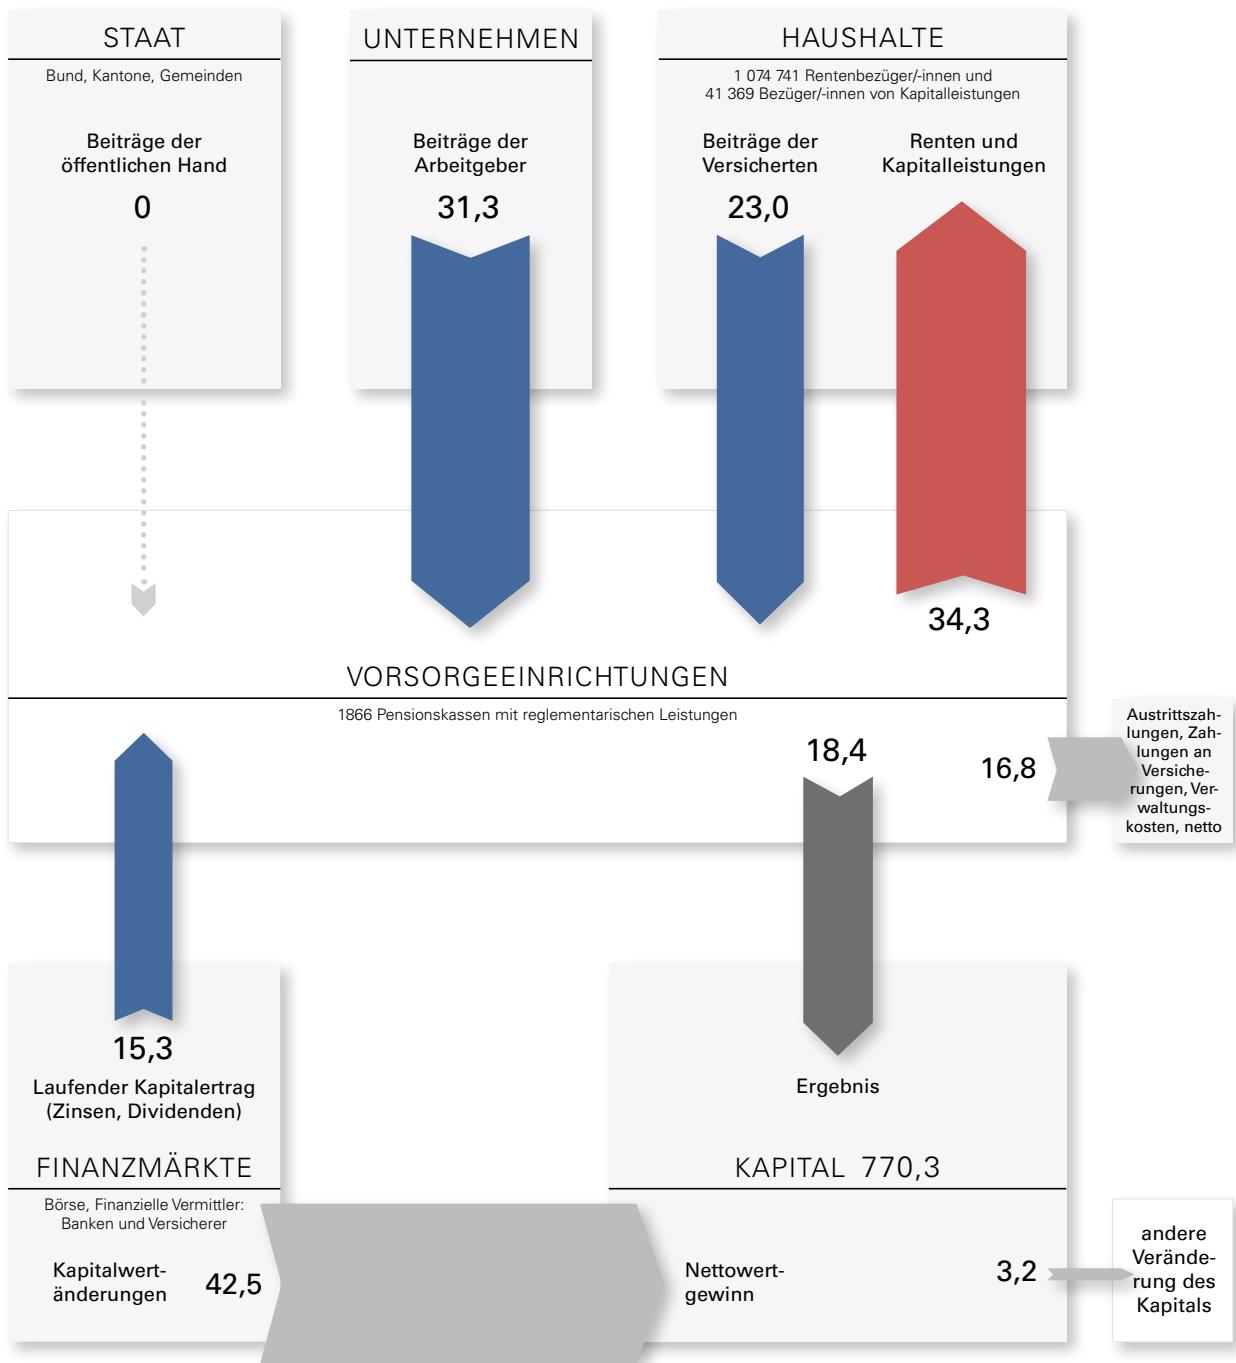 STAAT
Bund, Kantone, Gemeinden
Beiträge der
öffentlichen Hand
0
UNTERNEHMEN
Beiträge der
Arbeitgeber
31,3
HAUSHALTE
1 074 741 Rentenbezüger/-innen und
41 369 Bezüger/-innen von Kapitalleistungen
Beiträge der
Versicherten
23,0
Renten und
Kapitalleistungen
34,3
VORSORGEEINRICHTUNGEN
1866 Pensionskassen mit reglementarischen Leistungen
18,4
16,8
Austrittszah-
lungen, Zah-
lungen an
Versiche-
rungen, Ver-
waltungs-
kosten, netto
15,3
Laufender Kapitalertrag
(Zinsen, Dividenden)
FINANZMÄRKTE
Börse, Finanzielle Vermittler:
Banken und Versicherer
Kapitalwert-
änderungen
42,5
Ergebnis
KAPITAL 770,3
Nettowert-
gewinn
3,2
andere
Verände-
rung des
Kapitals